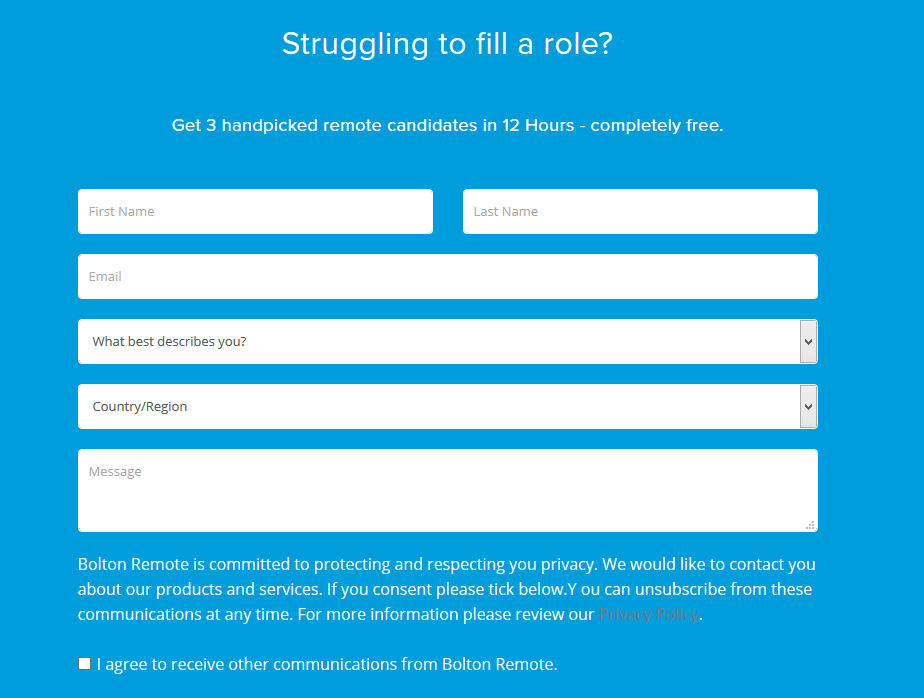 Struggling to fill a role?
Get 3 handpicked remote candidates in 12 Hours - completely free.
First Name
Last Name
Email
What best describes you?
Country/Region
Message
Bolton Remote is committed to protecting and respecting you privacy. We would like to contact you
about our products and services. If you consent please tick below.Y ou can unsubscribe from these
communications at any time. For more information please review our Privacy Policy.
I agree to receive other communications from Bolton Remote.